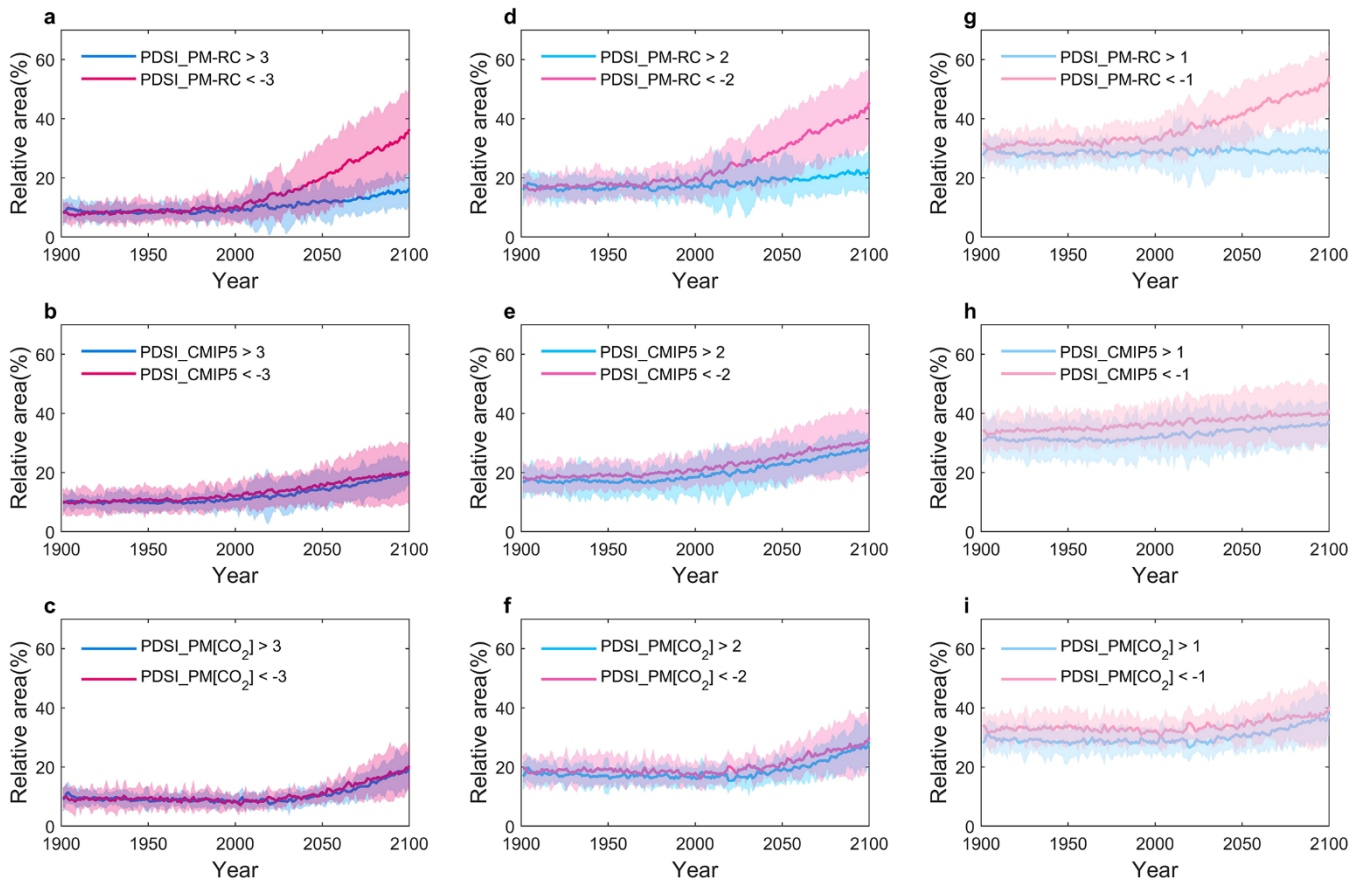 a
PDSI_PM-RC > 3
PDSI_PM-RC < -3
Relative area(%)
60
40
20
0
1900 1950 2000 2050 2100
Year
d
PDSI_PM-RC > 2
PDSI_PM-RC < -2
Relative area(%)
60
40
20
0
1900 1950 2000 2050 2100
Year
g
PDSI_PM-RC > 1
PDSI_PM-RC < -1
Relative area(%)
60
40
20
0
1900 1950 2000 2050 2100
Year
b
PDSI_CMIP5 > 3
PDSI_CMIP5 < -3
Relative area(%)
60
40
20
0
1900 1950 2000 2050 2100
Year
e
PDSI_CMIP5 > 2
PDSI_CMIP5 < -2
Relative area(%)
60
40
20
0
1900 1950 2000 2050 2100
Year
h
PDSI_CMIP5 > 1
PDSI_CMIP5 < -1
Relative area(%)
60
40
20
0
1900 1950 2000 2050 2100
Year
c
PDSI_PM[CO₂] > 3
PDSI_PM[CO₂] < -3
Relative area(%)
60
40
20
0
1900 1950 2000 2050 2100
Year
f
PDSI_PM[CO₂] > 2
PDSI_PM[CO₂] < -2
Relative area(%)
60
40
20
0
1900 1950 2000 2050 2100
Year
i
PDSI_PM[CO₂] > 1
PDSI_PM[CO₂] < -1
Relative area(%)
60
40
20
0
1900 1950 2000 2050 2100
Year